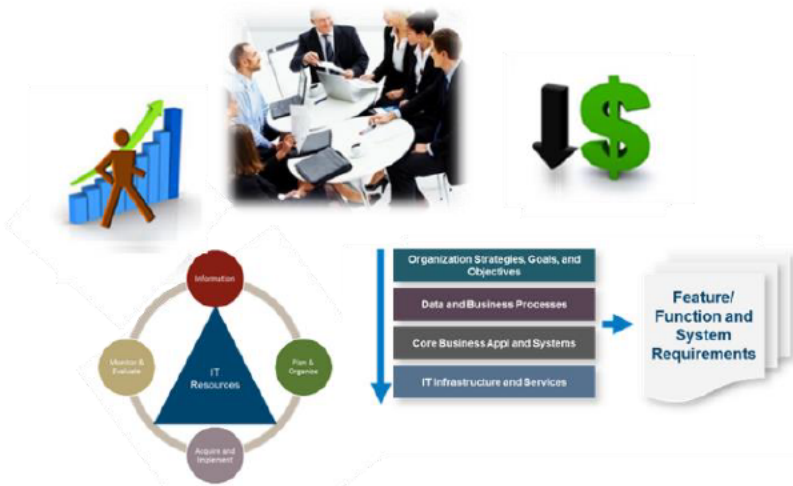 Information
Monitor &
Evaluate
IT
Resources
Plan &
Organize
Acquire and
Implement
Organization Strategies, Goals, and
Objectives
Data and Business Processes
Core Business Appl and Systems
IT Infrastructure and Services
Feature/
Function and
System
Requirements